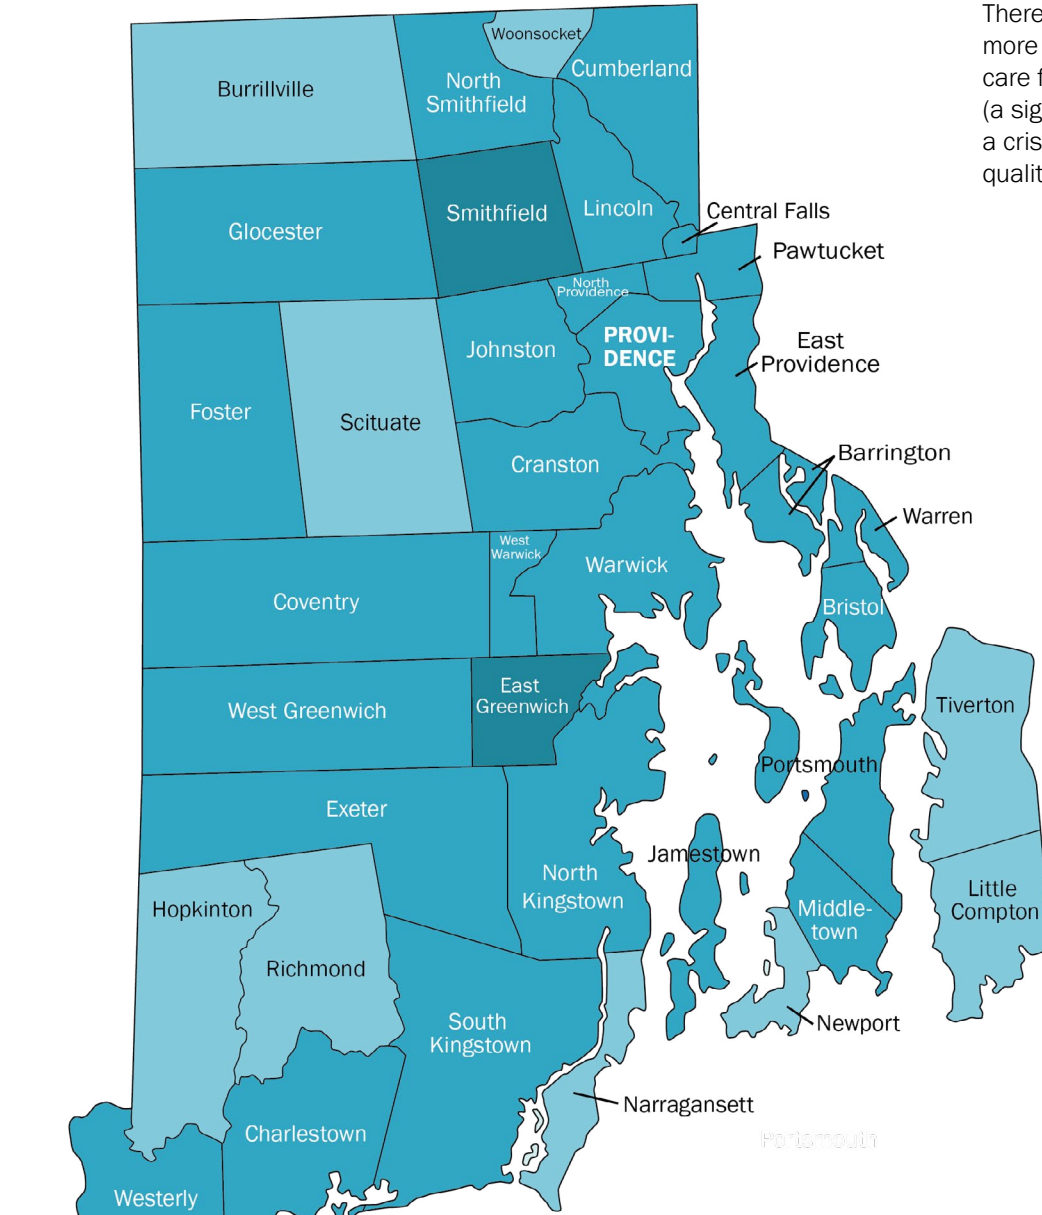 There
more
care f
(a sig
a cris
qualit
Woonsocket
Burrillville
North
Smithfield
Cumberland
Glocester
Smithfield
Lincoln
Central Falls
Pawtucket
North
Providence
Johnston
PROVI-
DENCE
East
Providence
Foster
Scituate
Cranston
Barrington
Warren
West
Warwick
Warwick
Coventry
Bristol
East
Greenwich
West Greenwich
Tiverton
Portsmouth
Exeter
Jamestown
North
Kingstown
Hopkinton
Middle-
town
Little
Compton
Richmond
South
Kingstown
Newport
Narragansett
Charlestown
Portsmouth
Westerly